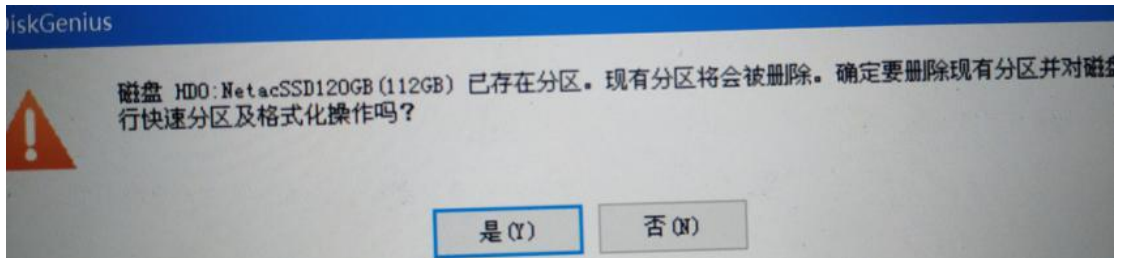 iskGenius
磁盘 HD0:NetacSSD120GB(112GB) 已存在分区。现有分区将会被删除。确定要删除现有分区并对磁盘
行快速分区及格式化操作吗？
是(Y)
否(N)